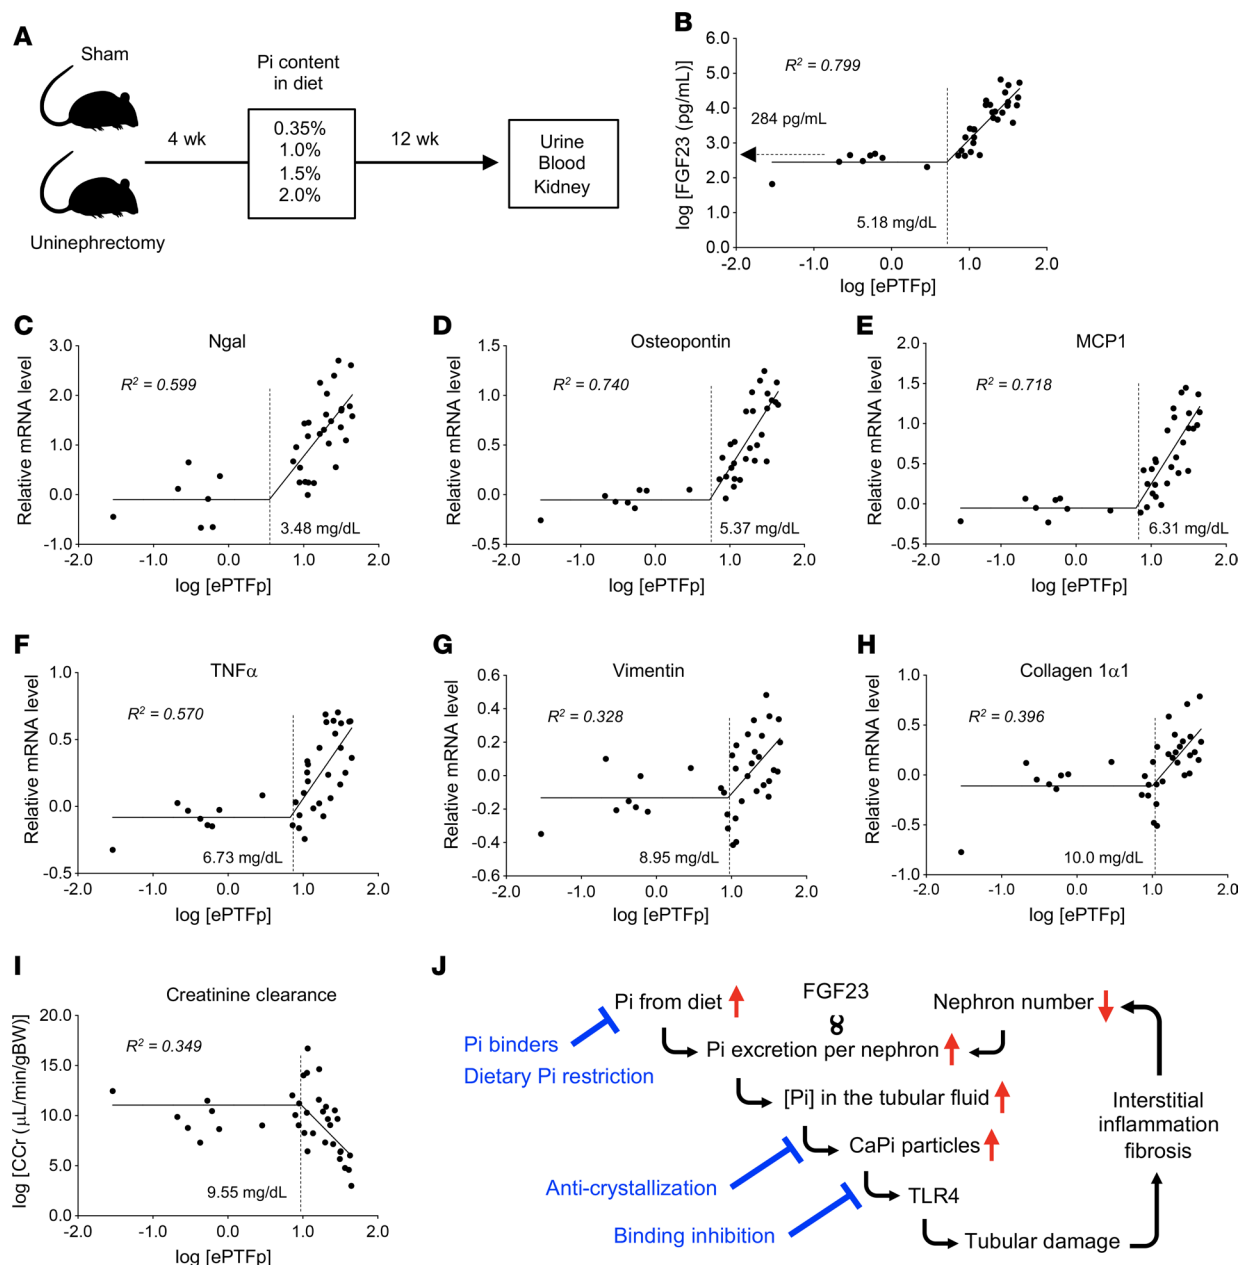 A
Sham
Uninephrectomy
4 wk
Pi content
in diet
0.35%
1.0%
1.5%
2.0%
12 wk
Urine
Blood
Kidney
B
log [FGF23 (pg/mL)]
6.0
5.0
4.0
3.0
2.0
1.0
0.0
R² = 0.799
284 pg/mL
5.18 mg/dL
-2.0 -1.0 0.0 1.0 2.0
log [ePTFp]
C
Ngal
Relative mRNA level
3.0
2.0
1.0
0.0
-1.0
R² = 0.599
3.48 mg/dL
-2.0 -1.0 0.0 1.0 2.0
log [ePTFp]
D
Osteopontin
Relative mRNA level
1.5
1.0
0.5
0.0
-0.5
R² = 0.740
5.37 mg/dL
-2.0 -1.0 0.0 1.0 2.0
log [ePTFp]
E
MCP1
Relative mRNA level
2.0
1.5
1.0
0.5
0.0
-0.5
R² = 0.718
6.31 mg/dL
-2.0 -1.0 0.0 1.0 2.0
log [ePTFp]
F
TNFα
Relative mRNA level
1.0
0.5
0.0
-0.5
R² = 0.570
6.73 mg/dL
-2.0 -1.0 0.0 1.0 2.0
log [ePTFp]
G
Vimentin
Relative mRNA level
0.6
0.4
0.2
0.0
-0.2
-0.4
-0.6
R² = 0.328
8.95 mg/dL
-2.0 -1.0 0.0 1.0 2.0
log [ePTFp]
H
Collagen 1α1
Relative mRNA level
1.0
0.5
0.0
-0.5
-1.0
R² = 0.396
10.0 mg/dL
-2.0 -1.0 0.0 1.0 2.0
log [ePTFp]
I
Creatinine clearance
log [CCr (μL/min/gBW)]
20.0
15.0
10.0
5.0
0.0
R² = 0.349
9.55 mg/dL
-2.0 -1.0 0.0 1.0 2.0
log [ePTFp]
J
Pi from diet
FGF23
Nephron number
Pi binders
Dietary Pi restriction
Pi excretion per nephron
[Pi] in the tubular fluid
CaPi particles
Anti-crystallization
TLR4
Binding inhibition
Tubular damage
Interstitial
inflammation
fibrosis